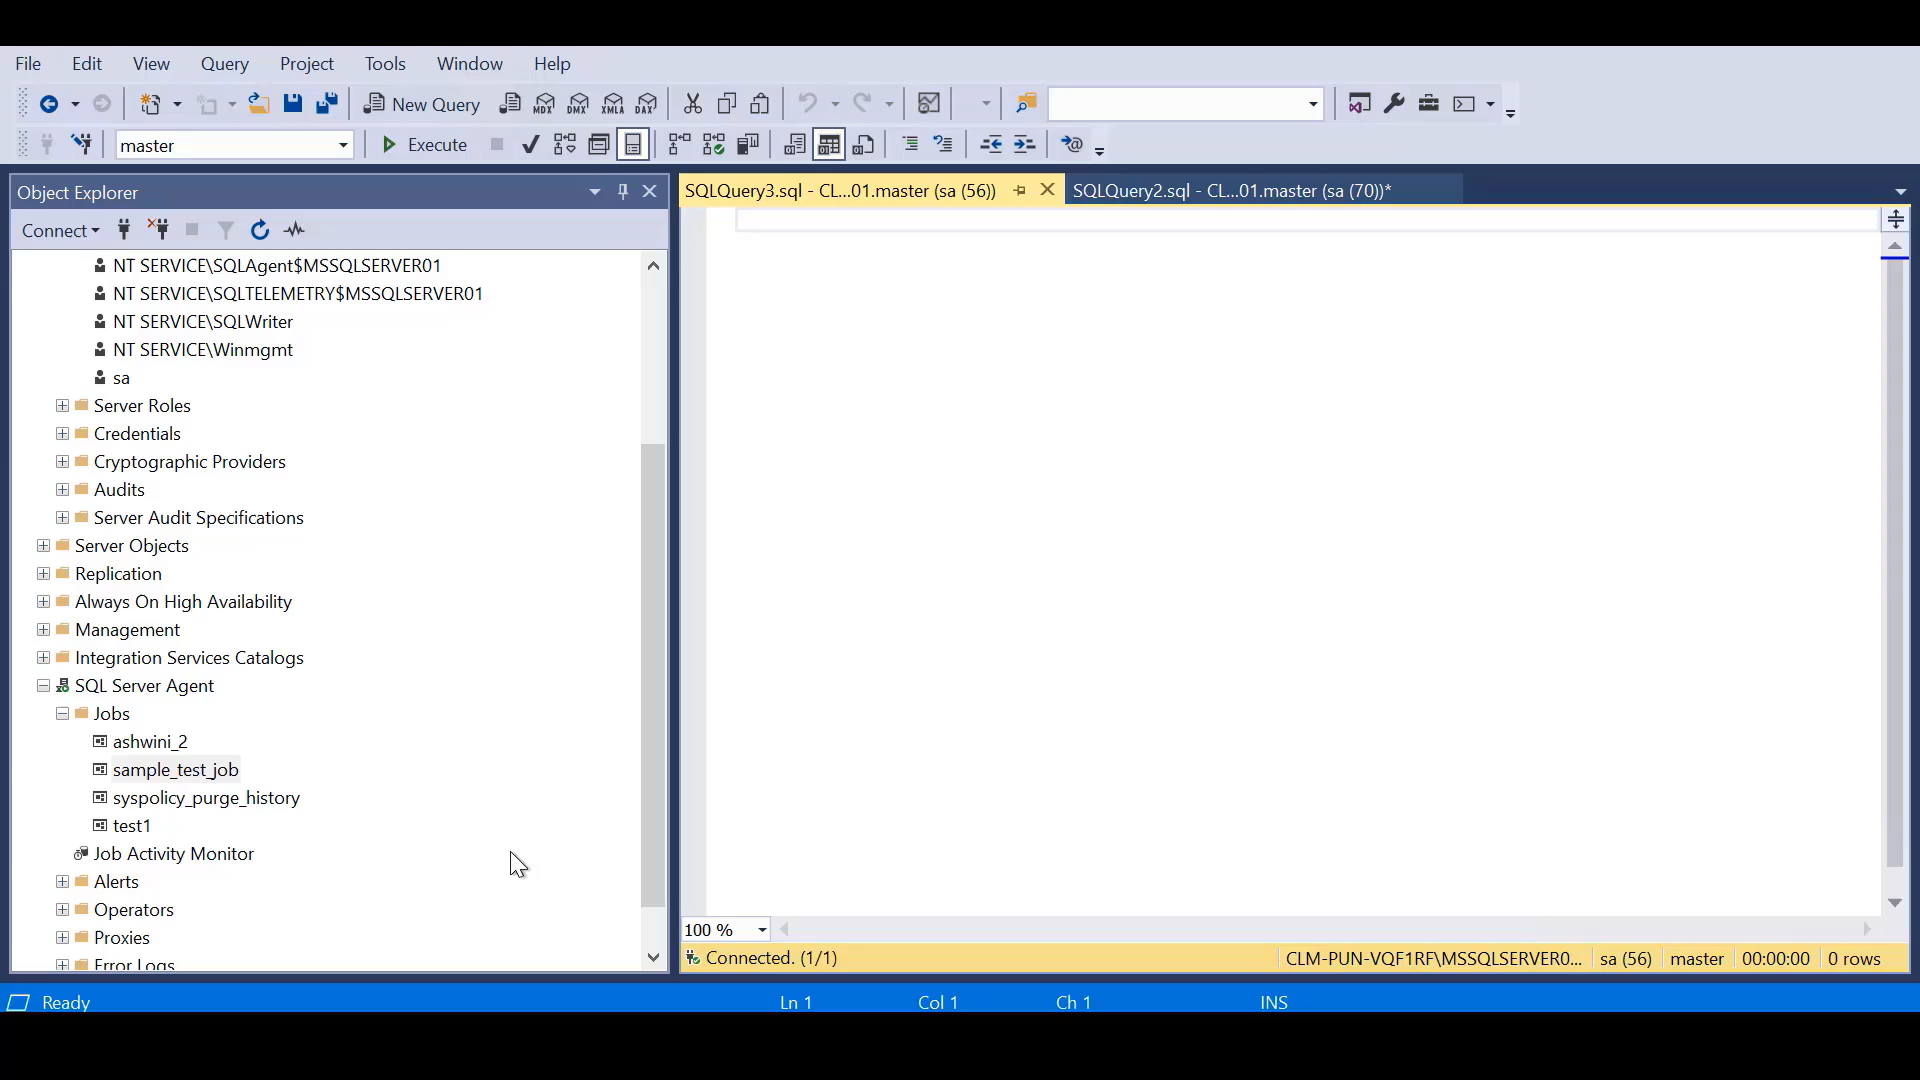 File Edit View Query Project Tools Window Help
New Query MDX DMX XMLA DAX
master Execute
Object Explorer
Connect
NT SERVICE\SQLAgent$MSSQLSERVER01
NT SERVICE\SQLTELEMETRY$MSSQLSERVER01
NT SERVICE\SQLWriter
NT SERVICE\Winmgmt
sa
Server Roles
Credentials
Cryptographic Providers
Audits
Server Audit Specifications
Server Objects
Replication
Always On High Availability
Management
Integration Services Catalogs
SQL Server Agent
Jobs
ashwini_2
sample_test_job
syspolicy_purge_history
test1
Job Activity Monitor
Alerts
Operators
Proxies
Error Logs
SQLQuery3.sql - CL...01.master (sa (56)) SQLQuery2.sql - CL...01.master (sa (70))*
100 %
Connected. (1/1) CLM-PUN-VQF1RF\MSSQLSERVER0... sa (56) master 00:00:00 0 rows
Ready Ln 1 Col 1 Ch 1 INS